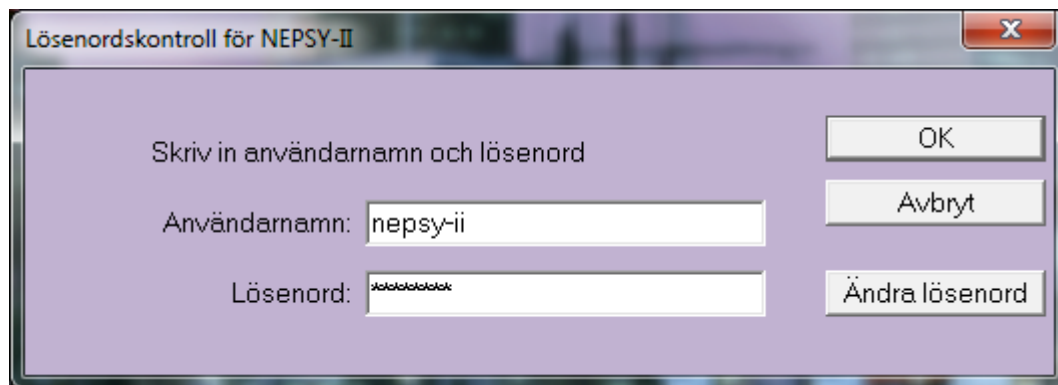 Lösenordskontroll för NEPSY-II
Skriv in användarnamn och lösenord
OK
Avbryt
Användarnamn: nepsy-ii
Lösenord: *********
Ändra lösenord